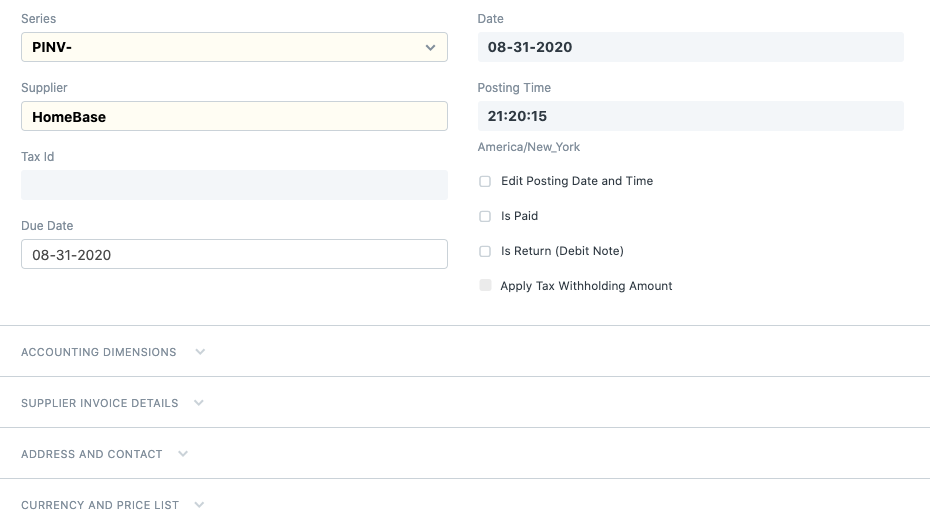 Series
PINV-
Supplier
HomeBase
Tax Id
Due Date
08-31-2020
Date
08-31-2020
Posting Time
21:20:15
America/New_York
Edit Posting Date and Time
Is Paid
Is Return (Debit Note)
Apply Tax Withholding Amount
ACCOUNTING DIMENSIONS
SUPPLIER INVOICE DETAILS
ADDRESS AND CONTACT
CURRENCY AND PRICE LIST